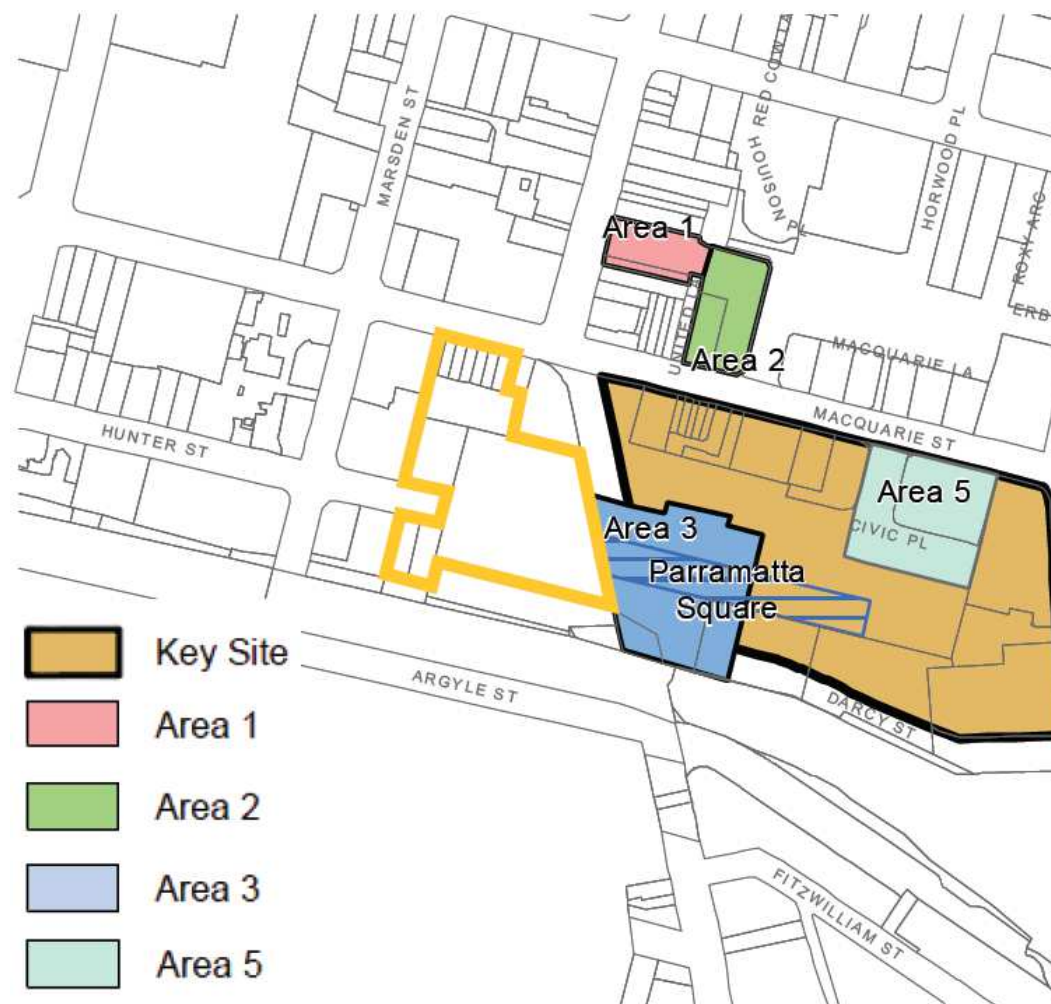 RED COW LA
HOUISON PL
HORWOOD PL
MARSDEN ST
ROXY ARC
Area 1
ERB
UNITED LA
MACQUARIE LA
Area 2
MACQUARIE ST
HUNTER ST
Area 5
CIVIC PL
Area 3
Parramatta
Square
DARCY ST
ARGYLE ST
FITZWILLIAM ST
Key Site
Area 1
Area 2
Area 3
Area 5